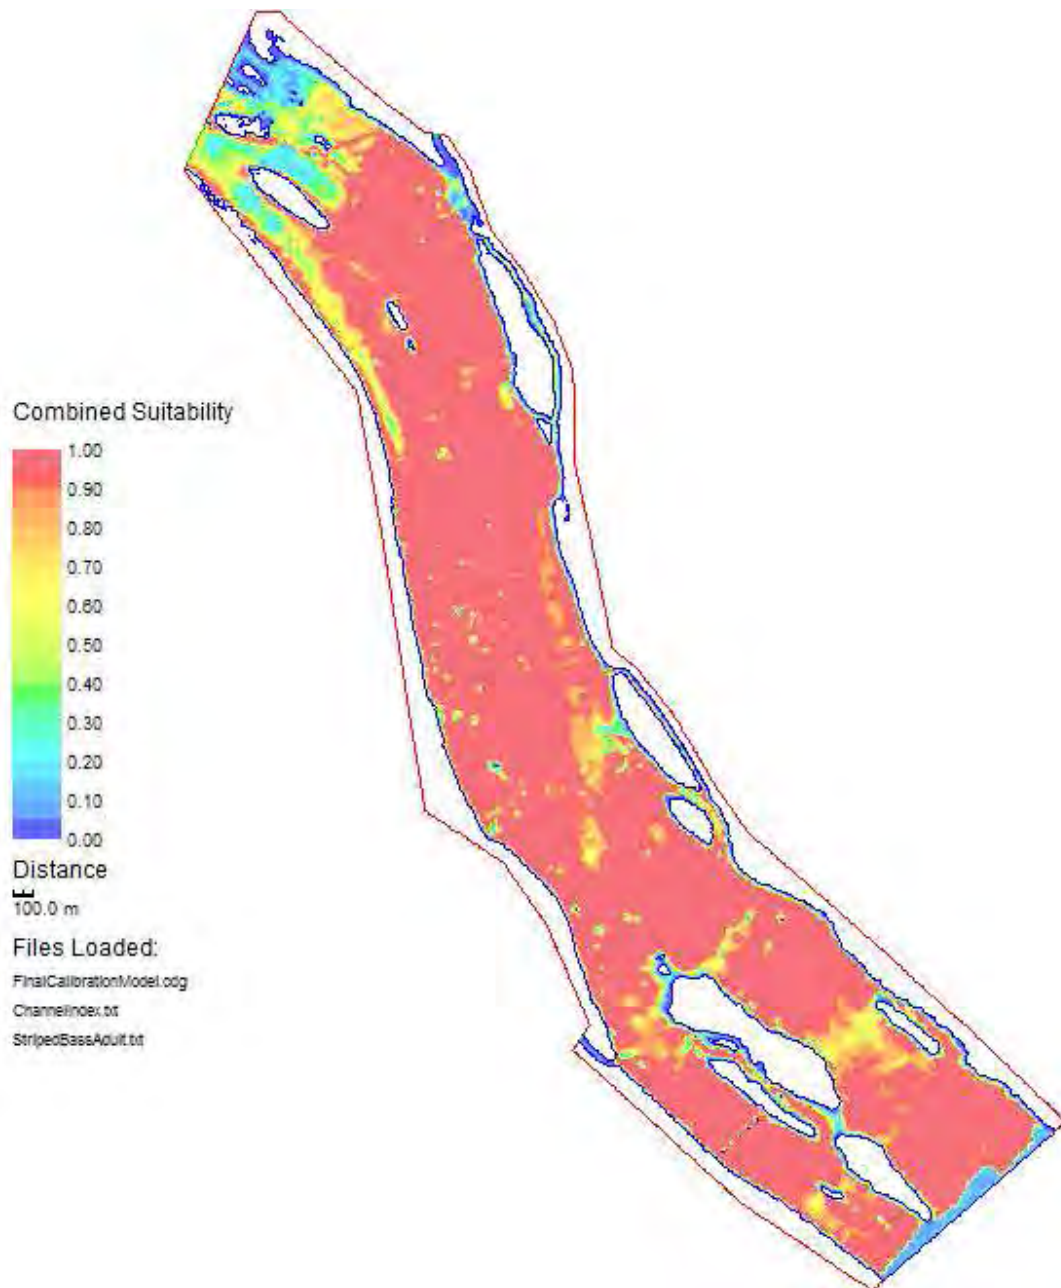 Combined Suitability
1.00
0.90
0.80
0.70
0.60
0.50
0.40
0.30
0.20
0.10
0.00
Distance
100.0 m
Files Loaded:
FinalCalibrationModel.cdg
ChannelIndex.txt
StripedBassAdult.txt